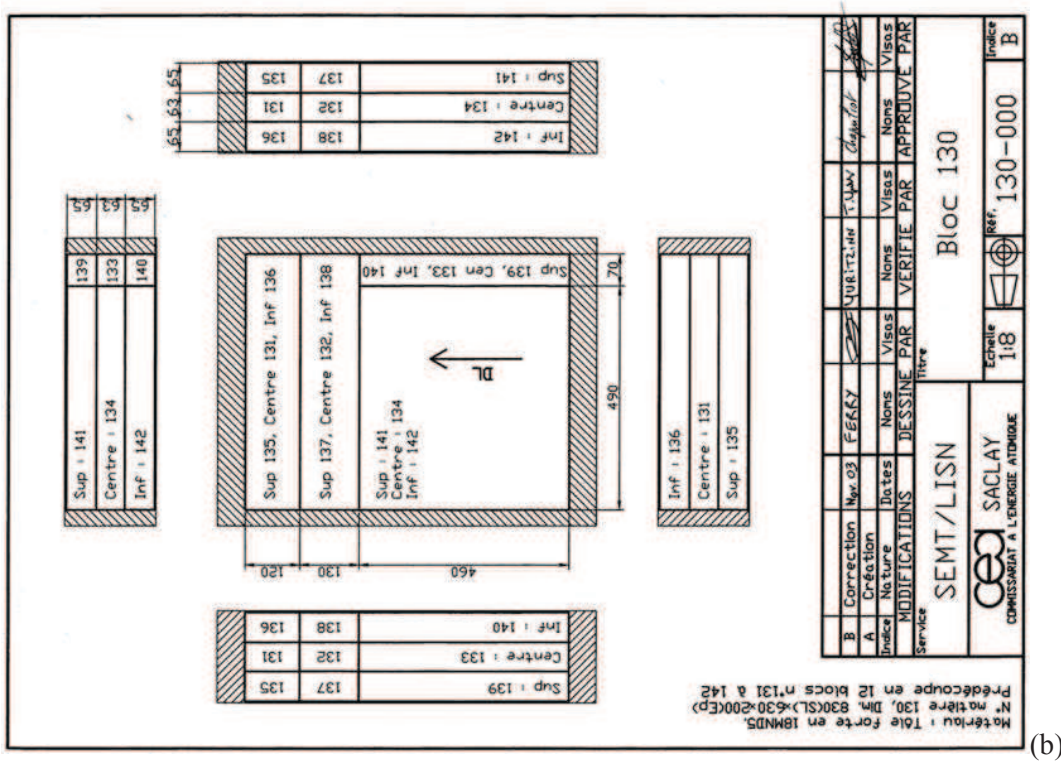 Sup : 141
Centre : 134
Inf : 142
137
132
138
135
131
136
65
63
65
Sup : 141
Centre : 134
Inf : 142
139
133
140
65
63
65
Sup 135, Centre 131, Inf 136
Sup 137, Centre 132, Inf 138
Sup : 141
Centre : 134
Inf : 142
Sup 139, Cen 133, Inf 140
DL
70
490
120
130
460
Inf : 136
Centre : 131
Sup : 135
Inf : 140
Centre : 133
Sup : 139
138
132
137
136
131
135
Matériau : Tôle forte en 18MND5.
N° matière 130, Dim. 830(SL)x630x200(Ep)
Prédécoupe en 12 blocs n°131 à 142
B Correction Nov. 03 FERRY YURITZINN
A Création
Indice Nature Dates Noms Visas Noms Visas Noms Visas
MODIFICATIONS DESSINE PAR VERIFIE PAR APPROUVE PAR
Service
SEMT/LISN
Titre
Bloc 130
cea SACLAY
COMMISSARIAT A L'ENERGIE ATOMIQUE
Echelle
1:8
Réf.
130-000
Indice
B
(b)